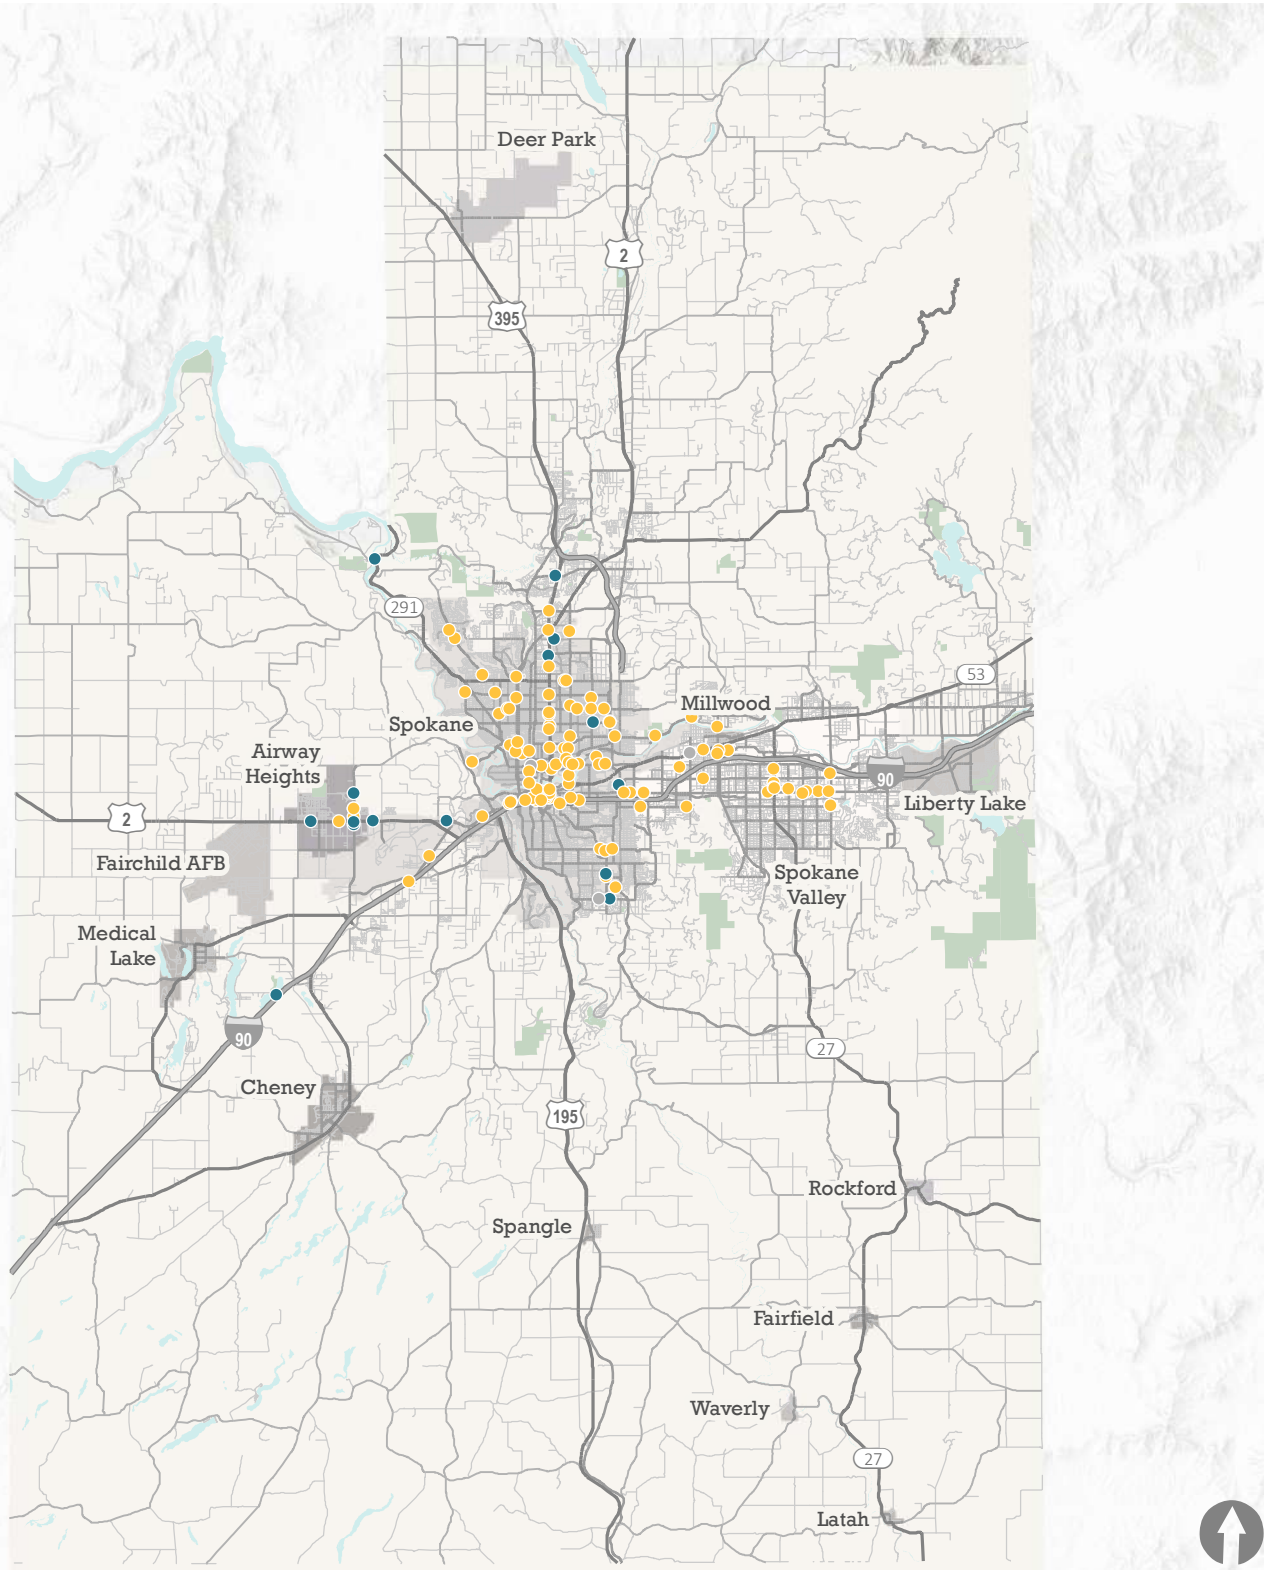 Deer Park
2
395
291
53
Millwood
Spokane
Airway
Heights
90
Liberty Lake
2
Fairchild AFB
Spokane
Valley
Medical
Lake
90
27
Cheney
195
Rockford
Spangle
Fairfield
Waverly
27
Latah